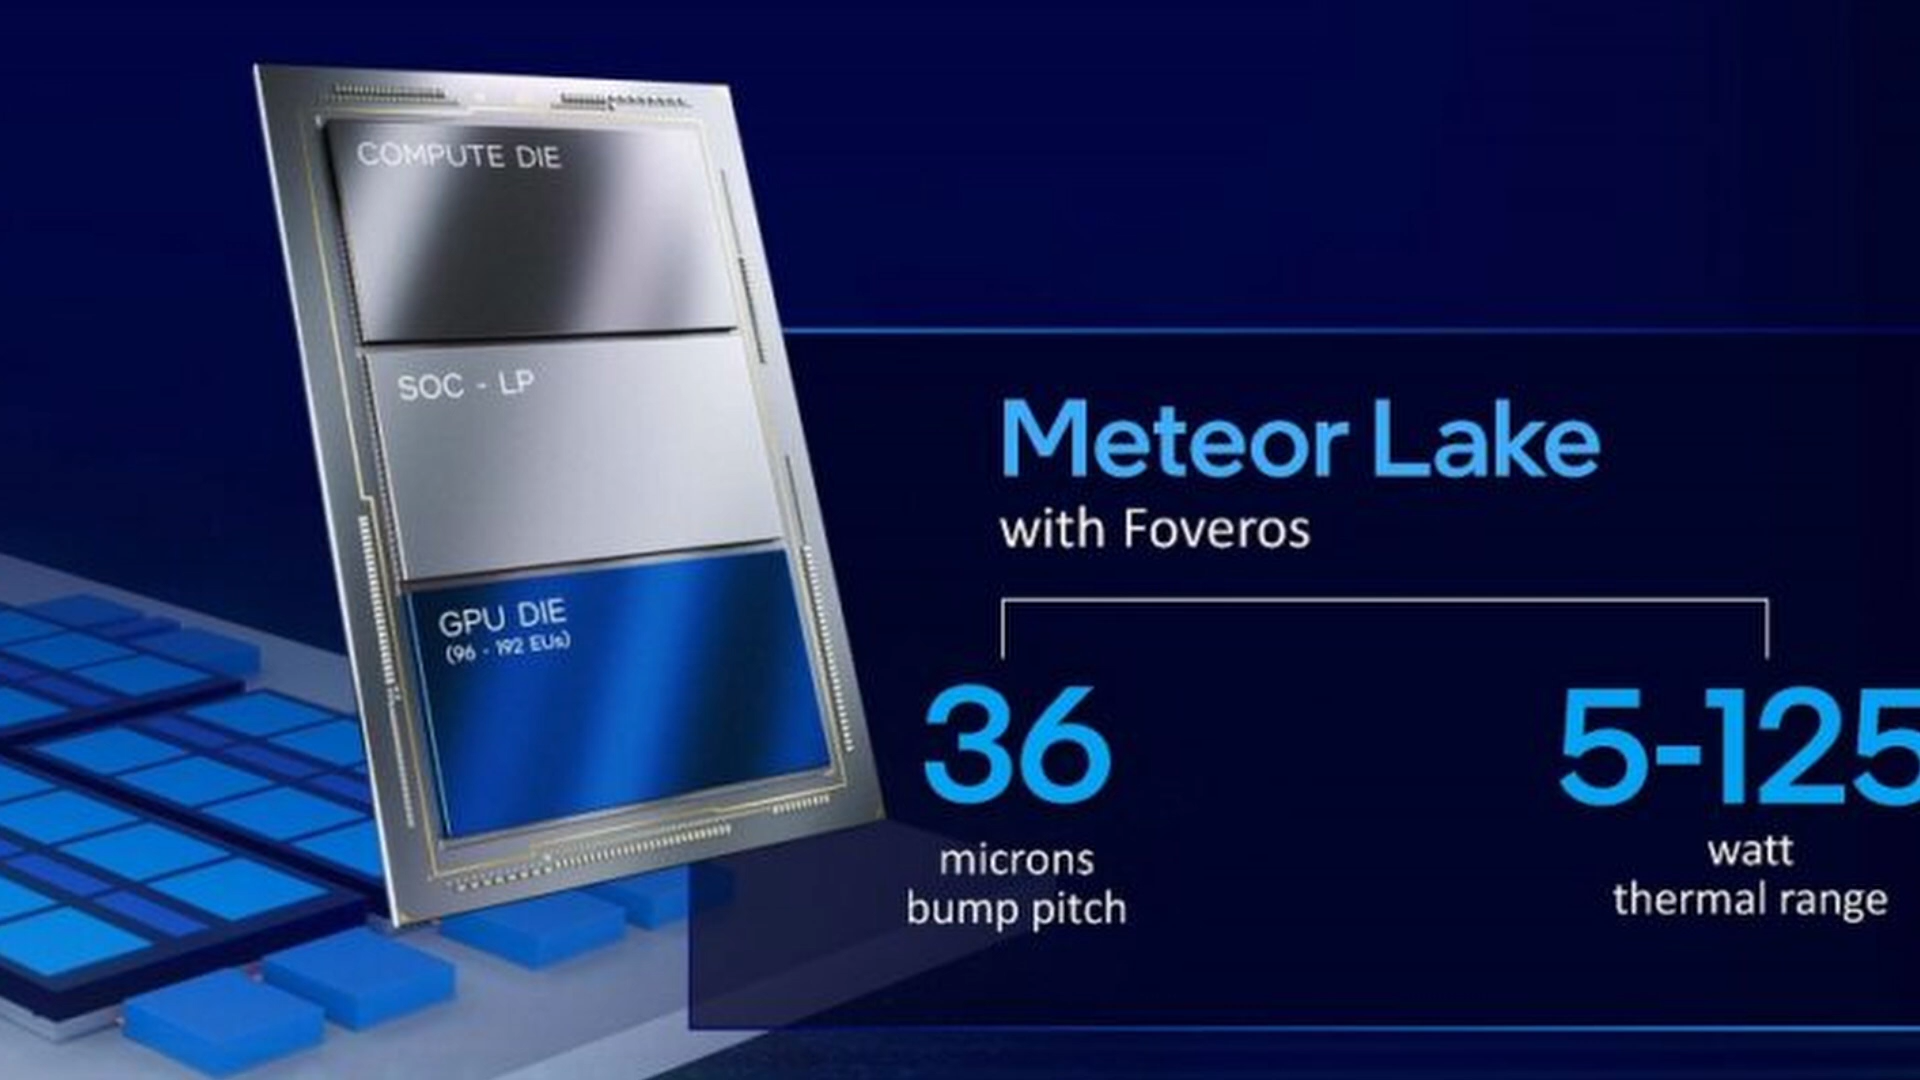 COMPUTE DIE
SOC - LP
GPU DIE
(96 - 192 EUs)
Meteor Lake
with Foveros
36
microns
bump pitch
5-125
watt
thermal range